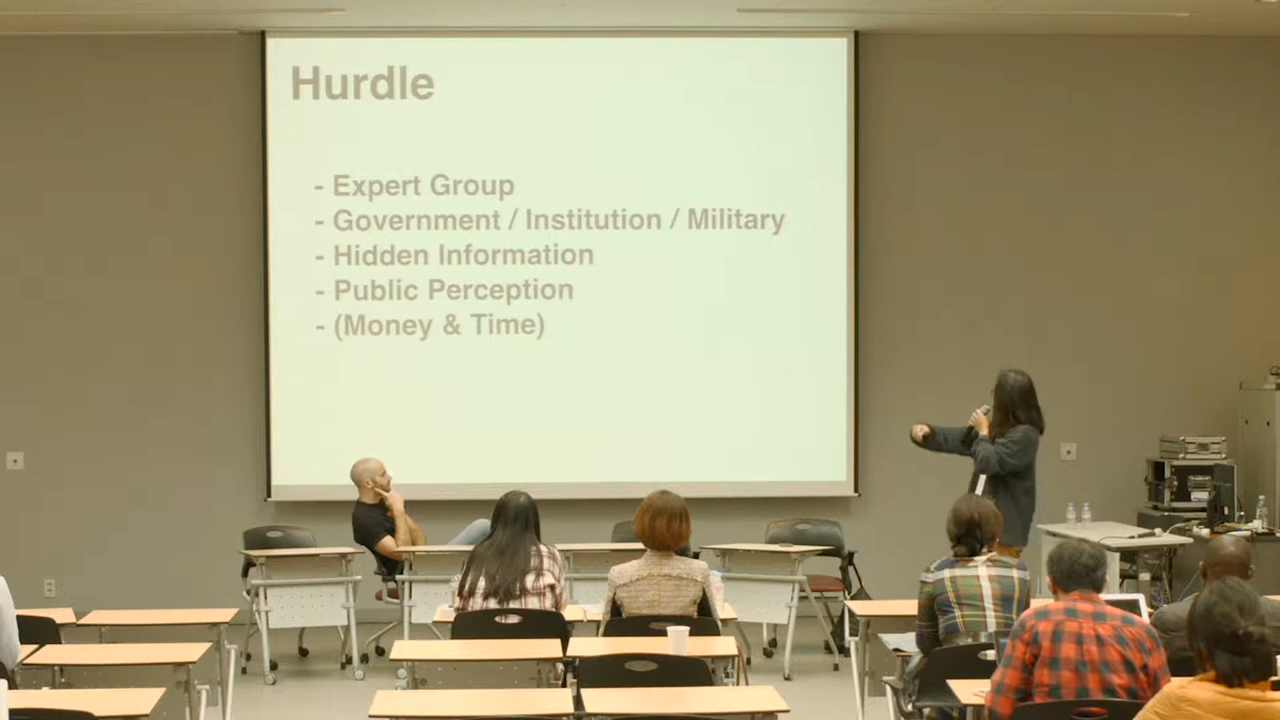 Hurdle
- Expert Group
- Government / Institution / Military
- Hidden Information
- Public Perception
- (Money & Time)